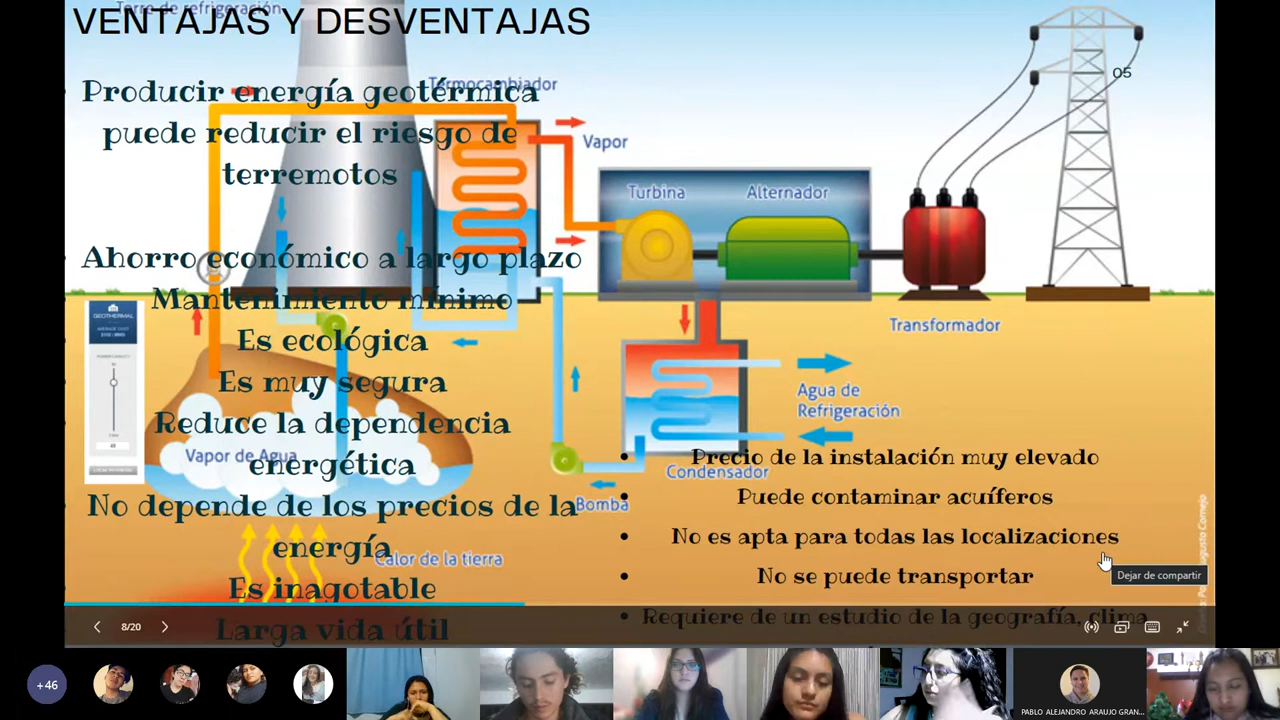 Torre de refrigeración
VENTAJAS Y DESVENTAJAS
Termocambiador
05
Producir energía geotérmica
puede reducir el riesgo de
terremotos
Vapor
Turbina
Alternador
Ahorro económico a largo plazo
Mantenimiento mínimo
GEOTHERMAL
Transformador
Es ecológica
Es muy segura
Agua de
Refrigeración
Reduce la dependencia
Vapor de Agua
energética
• Precio de la instalación muy elevado
Condensador
• Puede contaminar acuíferos
No depende de los precios de la
Bomba
• No es apta para todas las localizaciones
energía
Calor de la tierra
• No se puede transportar
Dejar de compartir
Es inagotable
• Requiere de un estudio de la geografía, clima
Larga vida útil
8/20
+46
PABLO ALEJANDRO ARAUJO GRAN...